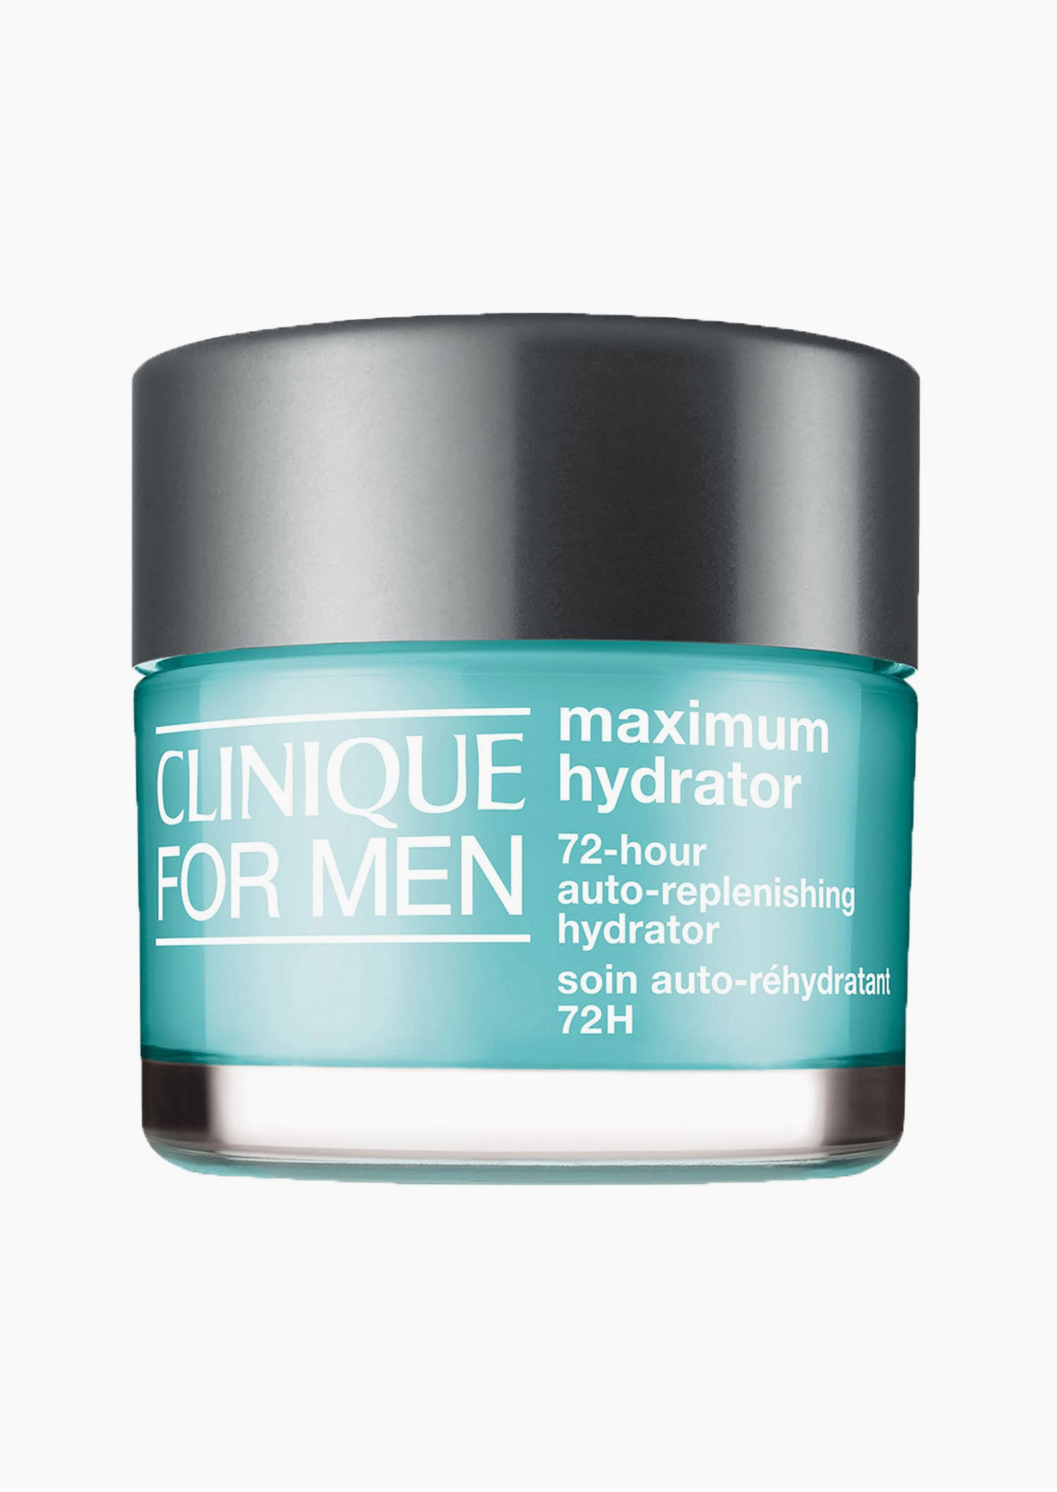 CLINIQUE
FOR MEN
maximum
hydrator
72-hour
auto-replenishing
hydrator
soin auto-réhydratant
72H